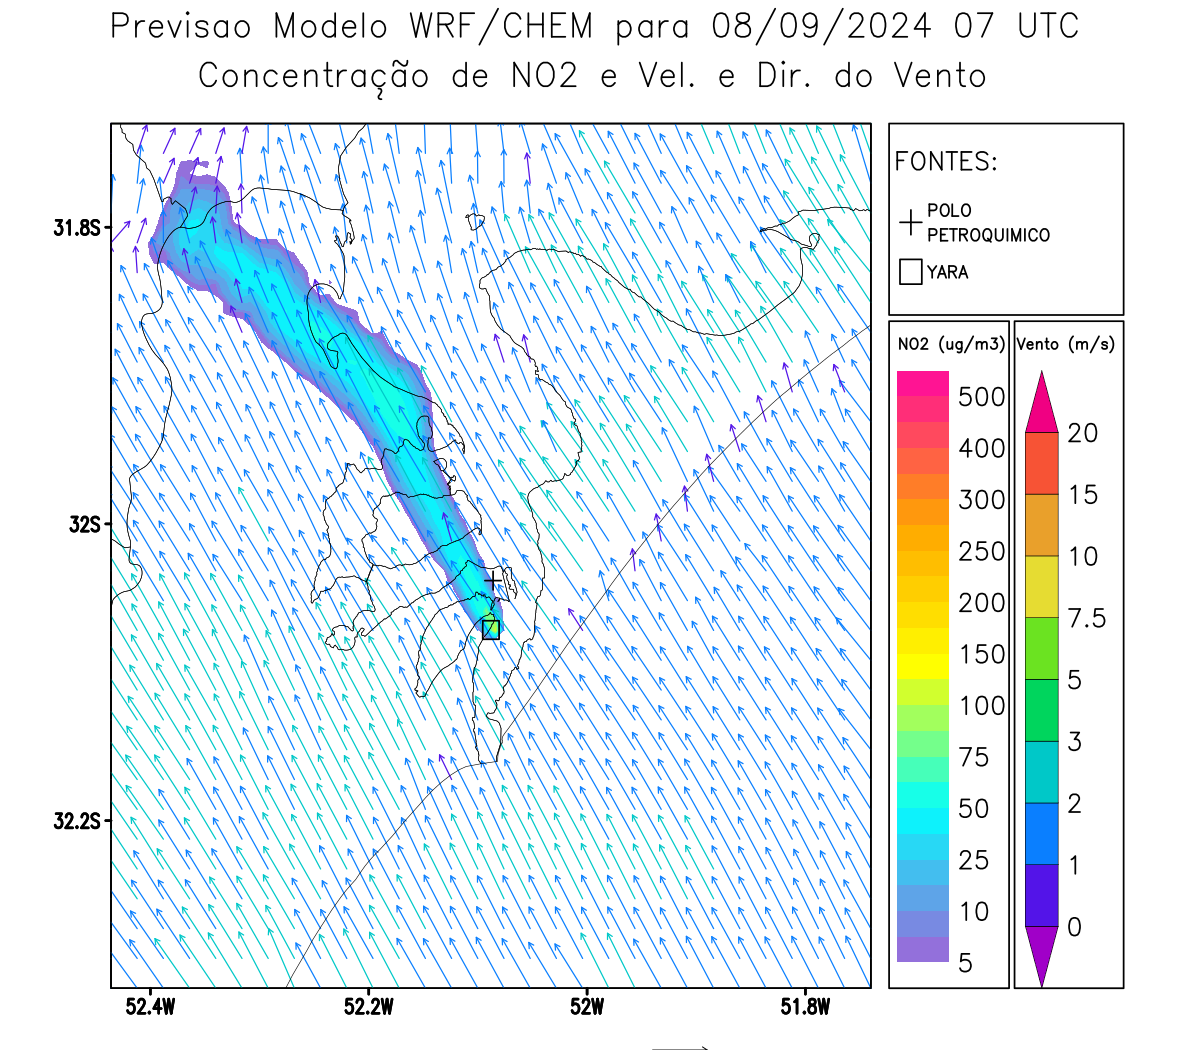 Previsao Modelo WRF/CHEM para 08/09/2024 07 UTC
Concentração de NO2 e Vel. e Dir. do Vento
FONTES:
POLO
PETROQUIMICO
YARA
NO2 (ug/m3)
500
400
300
250
200
150
100
75
50
25
10
5
Vento (m/s)
20
15
10
7.5
5
3
2
1
0
31.8S
32S
32.2S
52.4W
52.2W
52W
51.8W